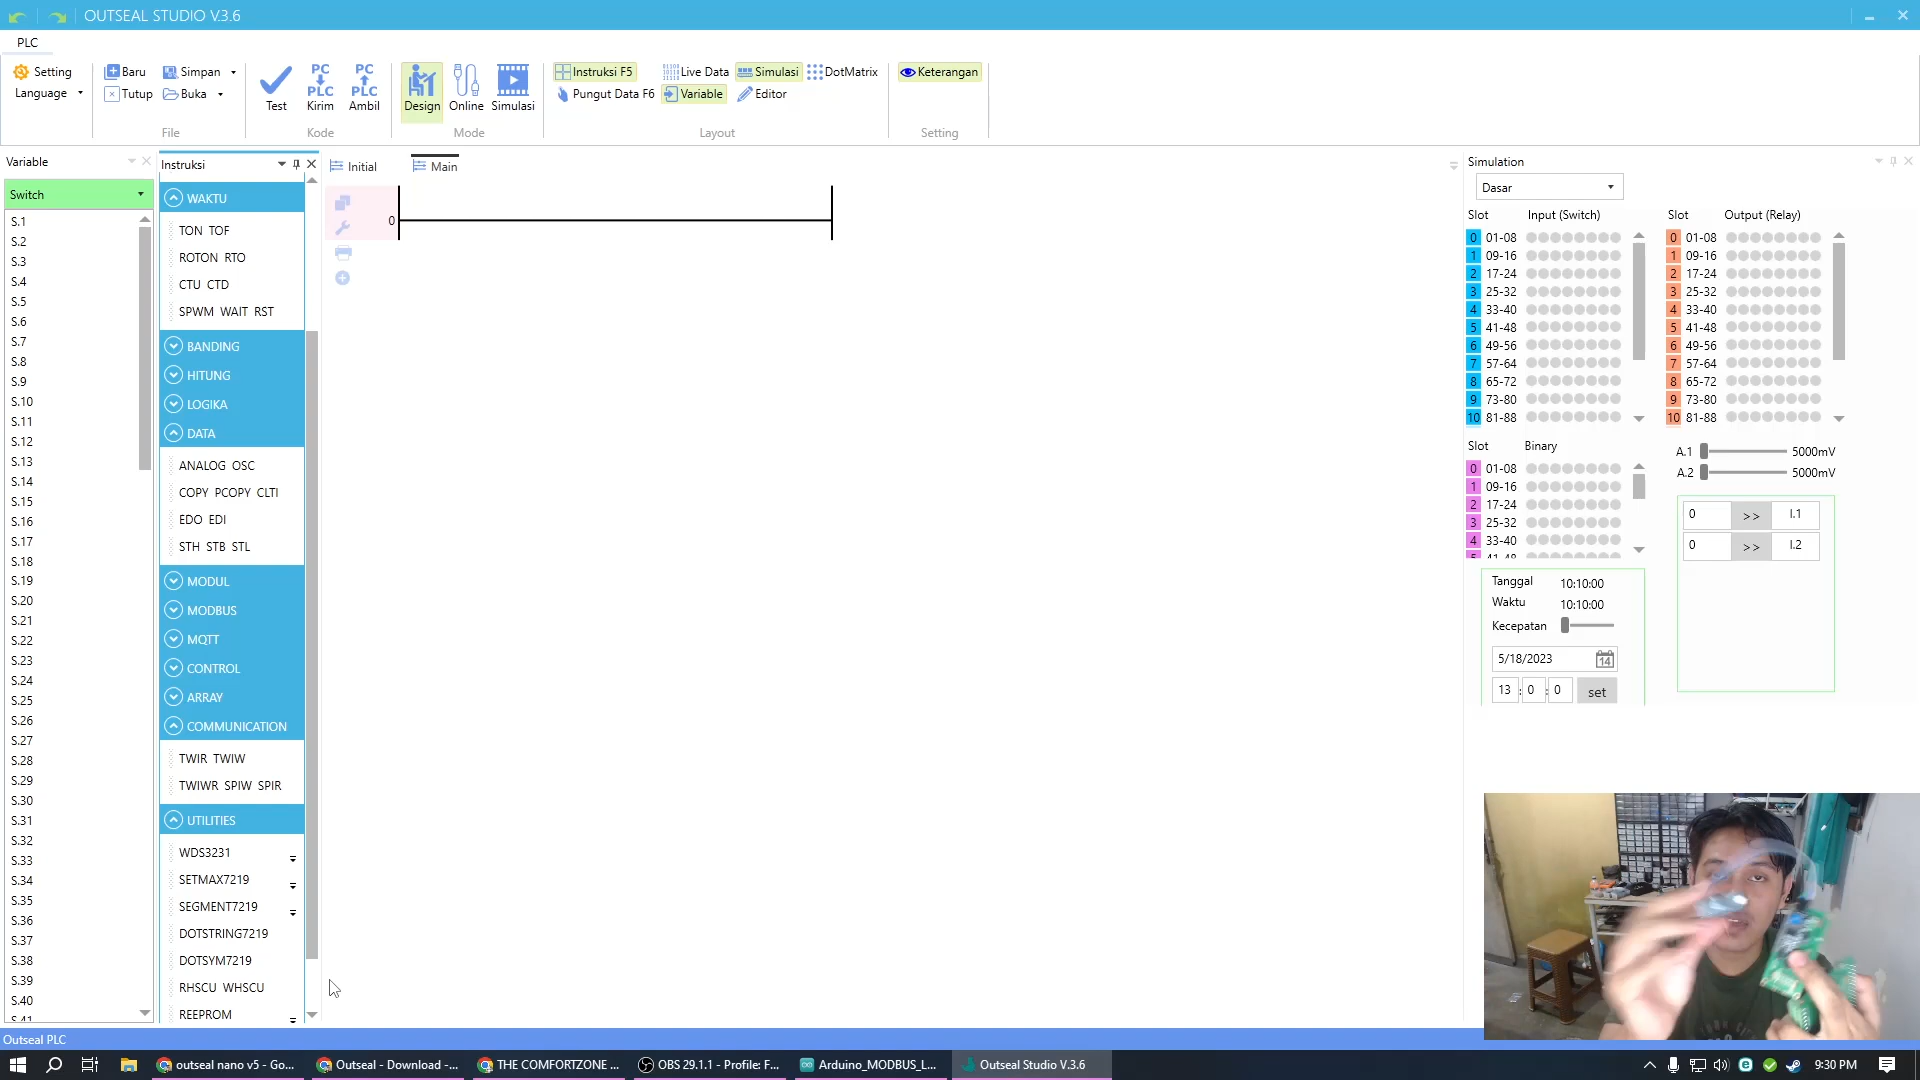 OUTSEAL STUDIO V.3.6
PLC
Setting
Language
Baru
Tutup
Simpan
Buka
File
Test
PC
PLC
Kirim
PC
PLC
Ambil
Kode
Design
Online
Simulasi
Mode
Instruksi F5
Pungut Data F6
Live Data
Variable
Simulasi
Editor
DotMatrix
Layout
Keterangan
Setting
Variable
Switch
S.1
S.2
S.3
S.4
S.5
S.6
S.7
S.8
S.9
S.10
S.11
S.12
S.13
S.14
S.15
S.16
S.17
S.18
S.19
S.20
S.21
S.22
S.23
S.24
S.25
S.26
S.27
S.28
S.29
S.30
S.31
S.32
S.33
S.34
S.35
S.36
S.37
S.38
S.39
S.40
S.41
Instruksi
WAKTU
TON TOF
ROTON RTO
CTU CTD
SPWM WAIT RST
BANDING
HITUNG
LOGIKA
DATA
ANALOG OSC
COPY PCOPY CLTI
EDO EDI
STH STB STL
MODUL
MODBUS
MQTT
CONTROL
ARRAY
COMMUNICATION
TWIR TWIW
TWIWR SPIW SPIR
UTILITIES
WDS3231
SETMAX7219
SEGMENT7219
DOTSTRING7219
DOTSYM7219
RHSCU WHSCU
REEPROM
Initial
Main
0
Simulation
Dasar
Slot Input (Switch)
0 01-08
1 09-16
2 17-24
3 25-32
4 33-40
5 41-48
6 49-56
7 57-64
8 65-72
9 73-80
10 81-88
Slot Output (Relay)
0 01-08
1 09-16
2 17-24
3 25-32
4 33-40
5 41-48
6 49-56
7 57-64
8 65-72
9 73-80
10 81-88
Slot Binary
0 01-08
1 09-16
2 17-24
3 25-32
4 33-40
5 41-48
A.1 5000mV
A.2 5000mV
0 >> I.1
0 >> I.2
Tanggal 10:10:00
Waktu 10:10:00
Kecepatan
5/18/2023 14
13 : 0 : 0 set
Outseal PLC
outseal nano v5 - Go...
Outseal - Download -...
THE COMFORTZONE ...
OBS 29.1.1 - Profile: F...
Arduino_MODBUS_L...
Outseal Studio V.3.6
9:30 PM